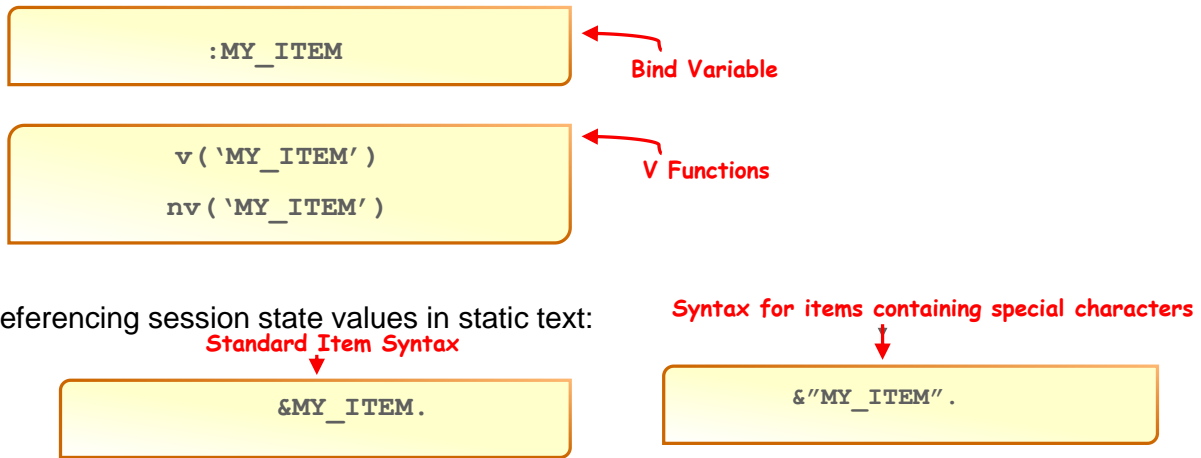 :MY_ITEM
Bind Variable
v(‘MY_ITEM’)
V Functions
nv(‘MY_ITEM’)
eferencing session state values in static text:
Syntax for items containing special characters
Standard Item Syntax
&MY_ITEM.
&”MY_ITEM”.